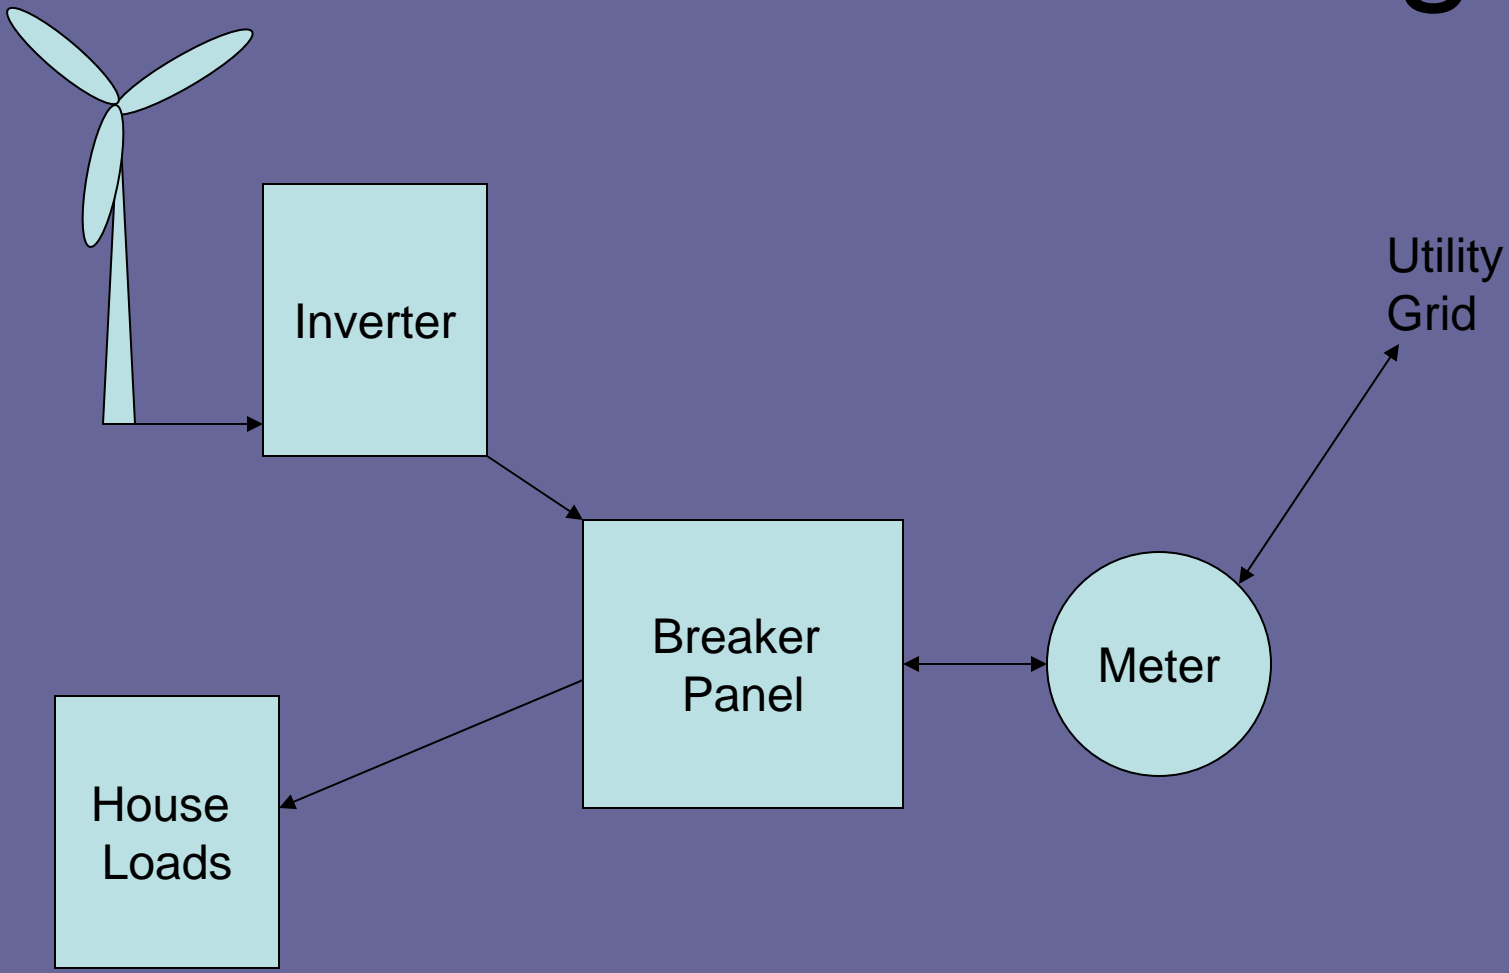 Inverter
Utility
Grid
Breaker
Panel
Meter
House
Loads